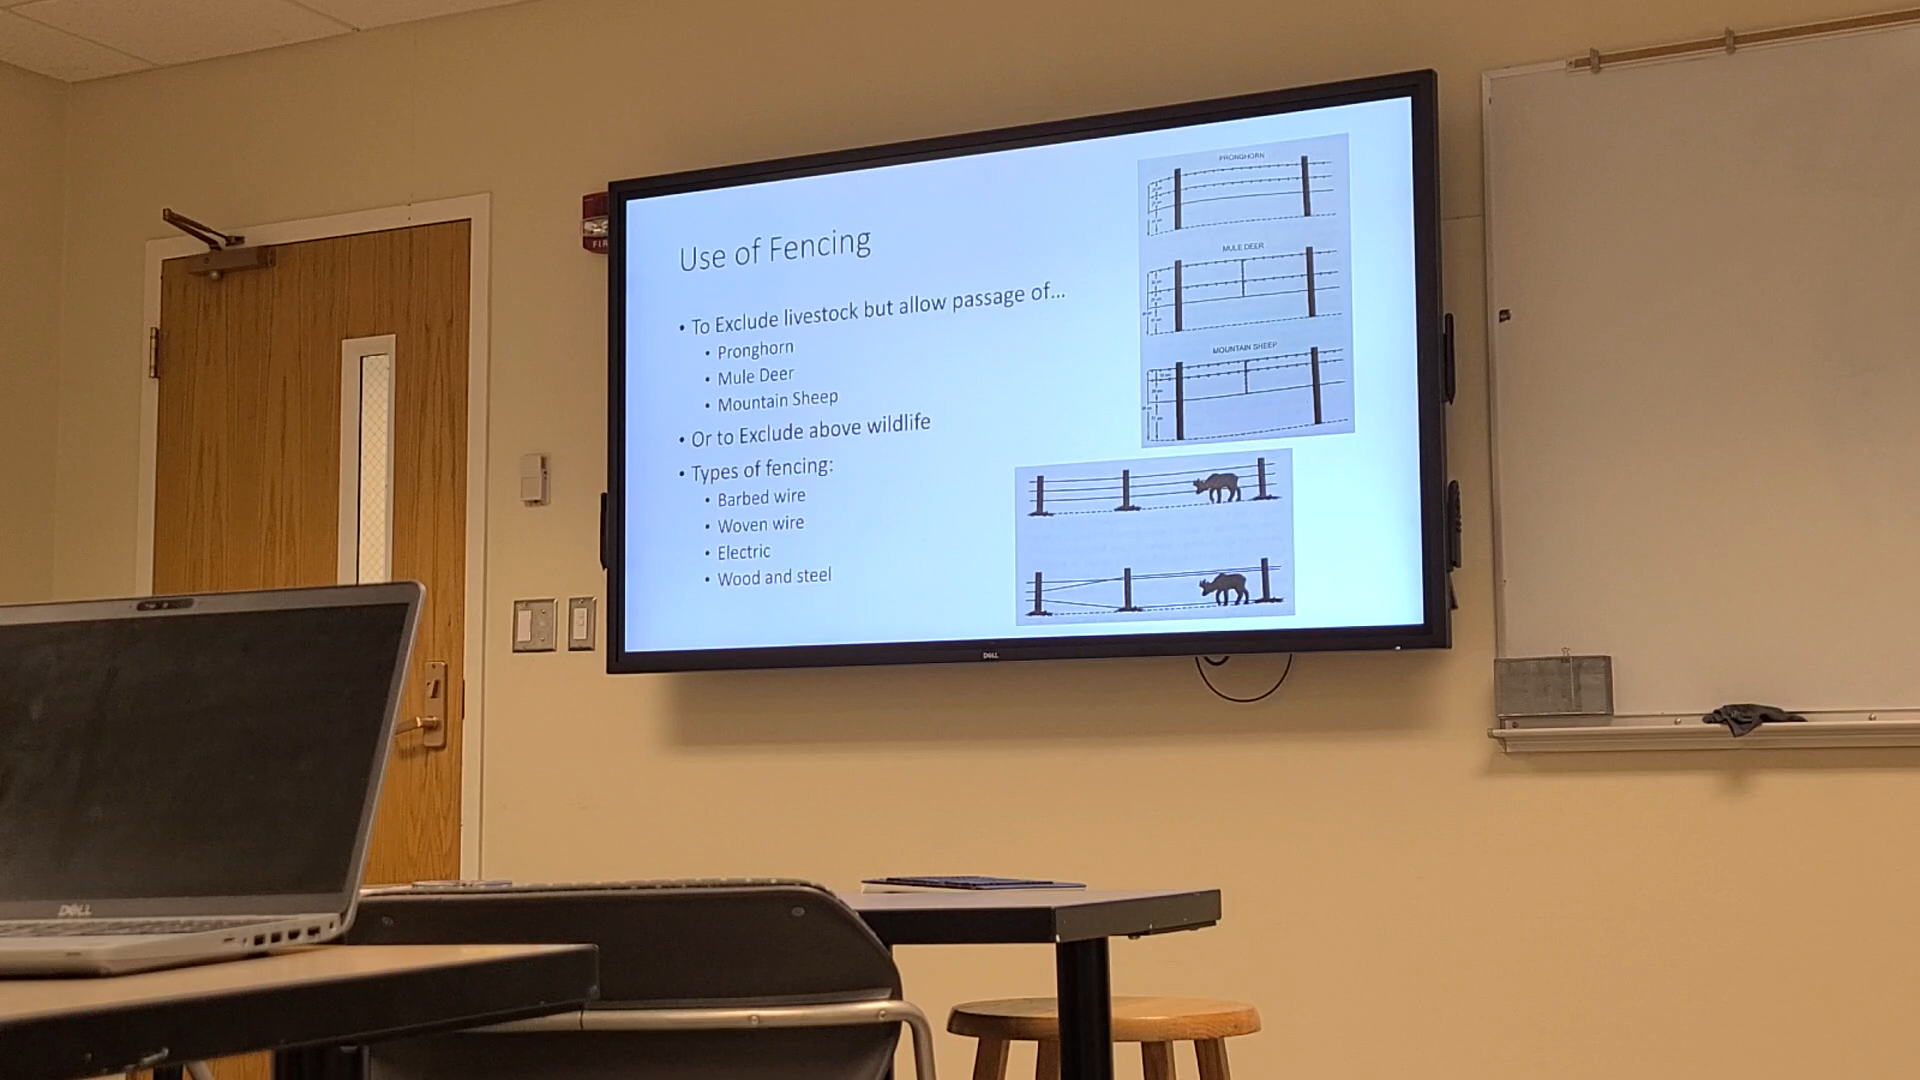 Use of Fencing
• To Exclude livestock but allow passage of...
• Pronghorn
• Mule Deer
• Mountain Sheep
• Or to Exclude above wildlife
• Types of fencing:
• Barbed wire
• Woven wire
• Electric
• Wood and steel
PRONGHORN
MULE DEER
MOUNTAIN SHEEP
FIR
DELL
DELL